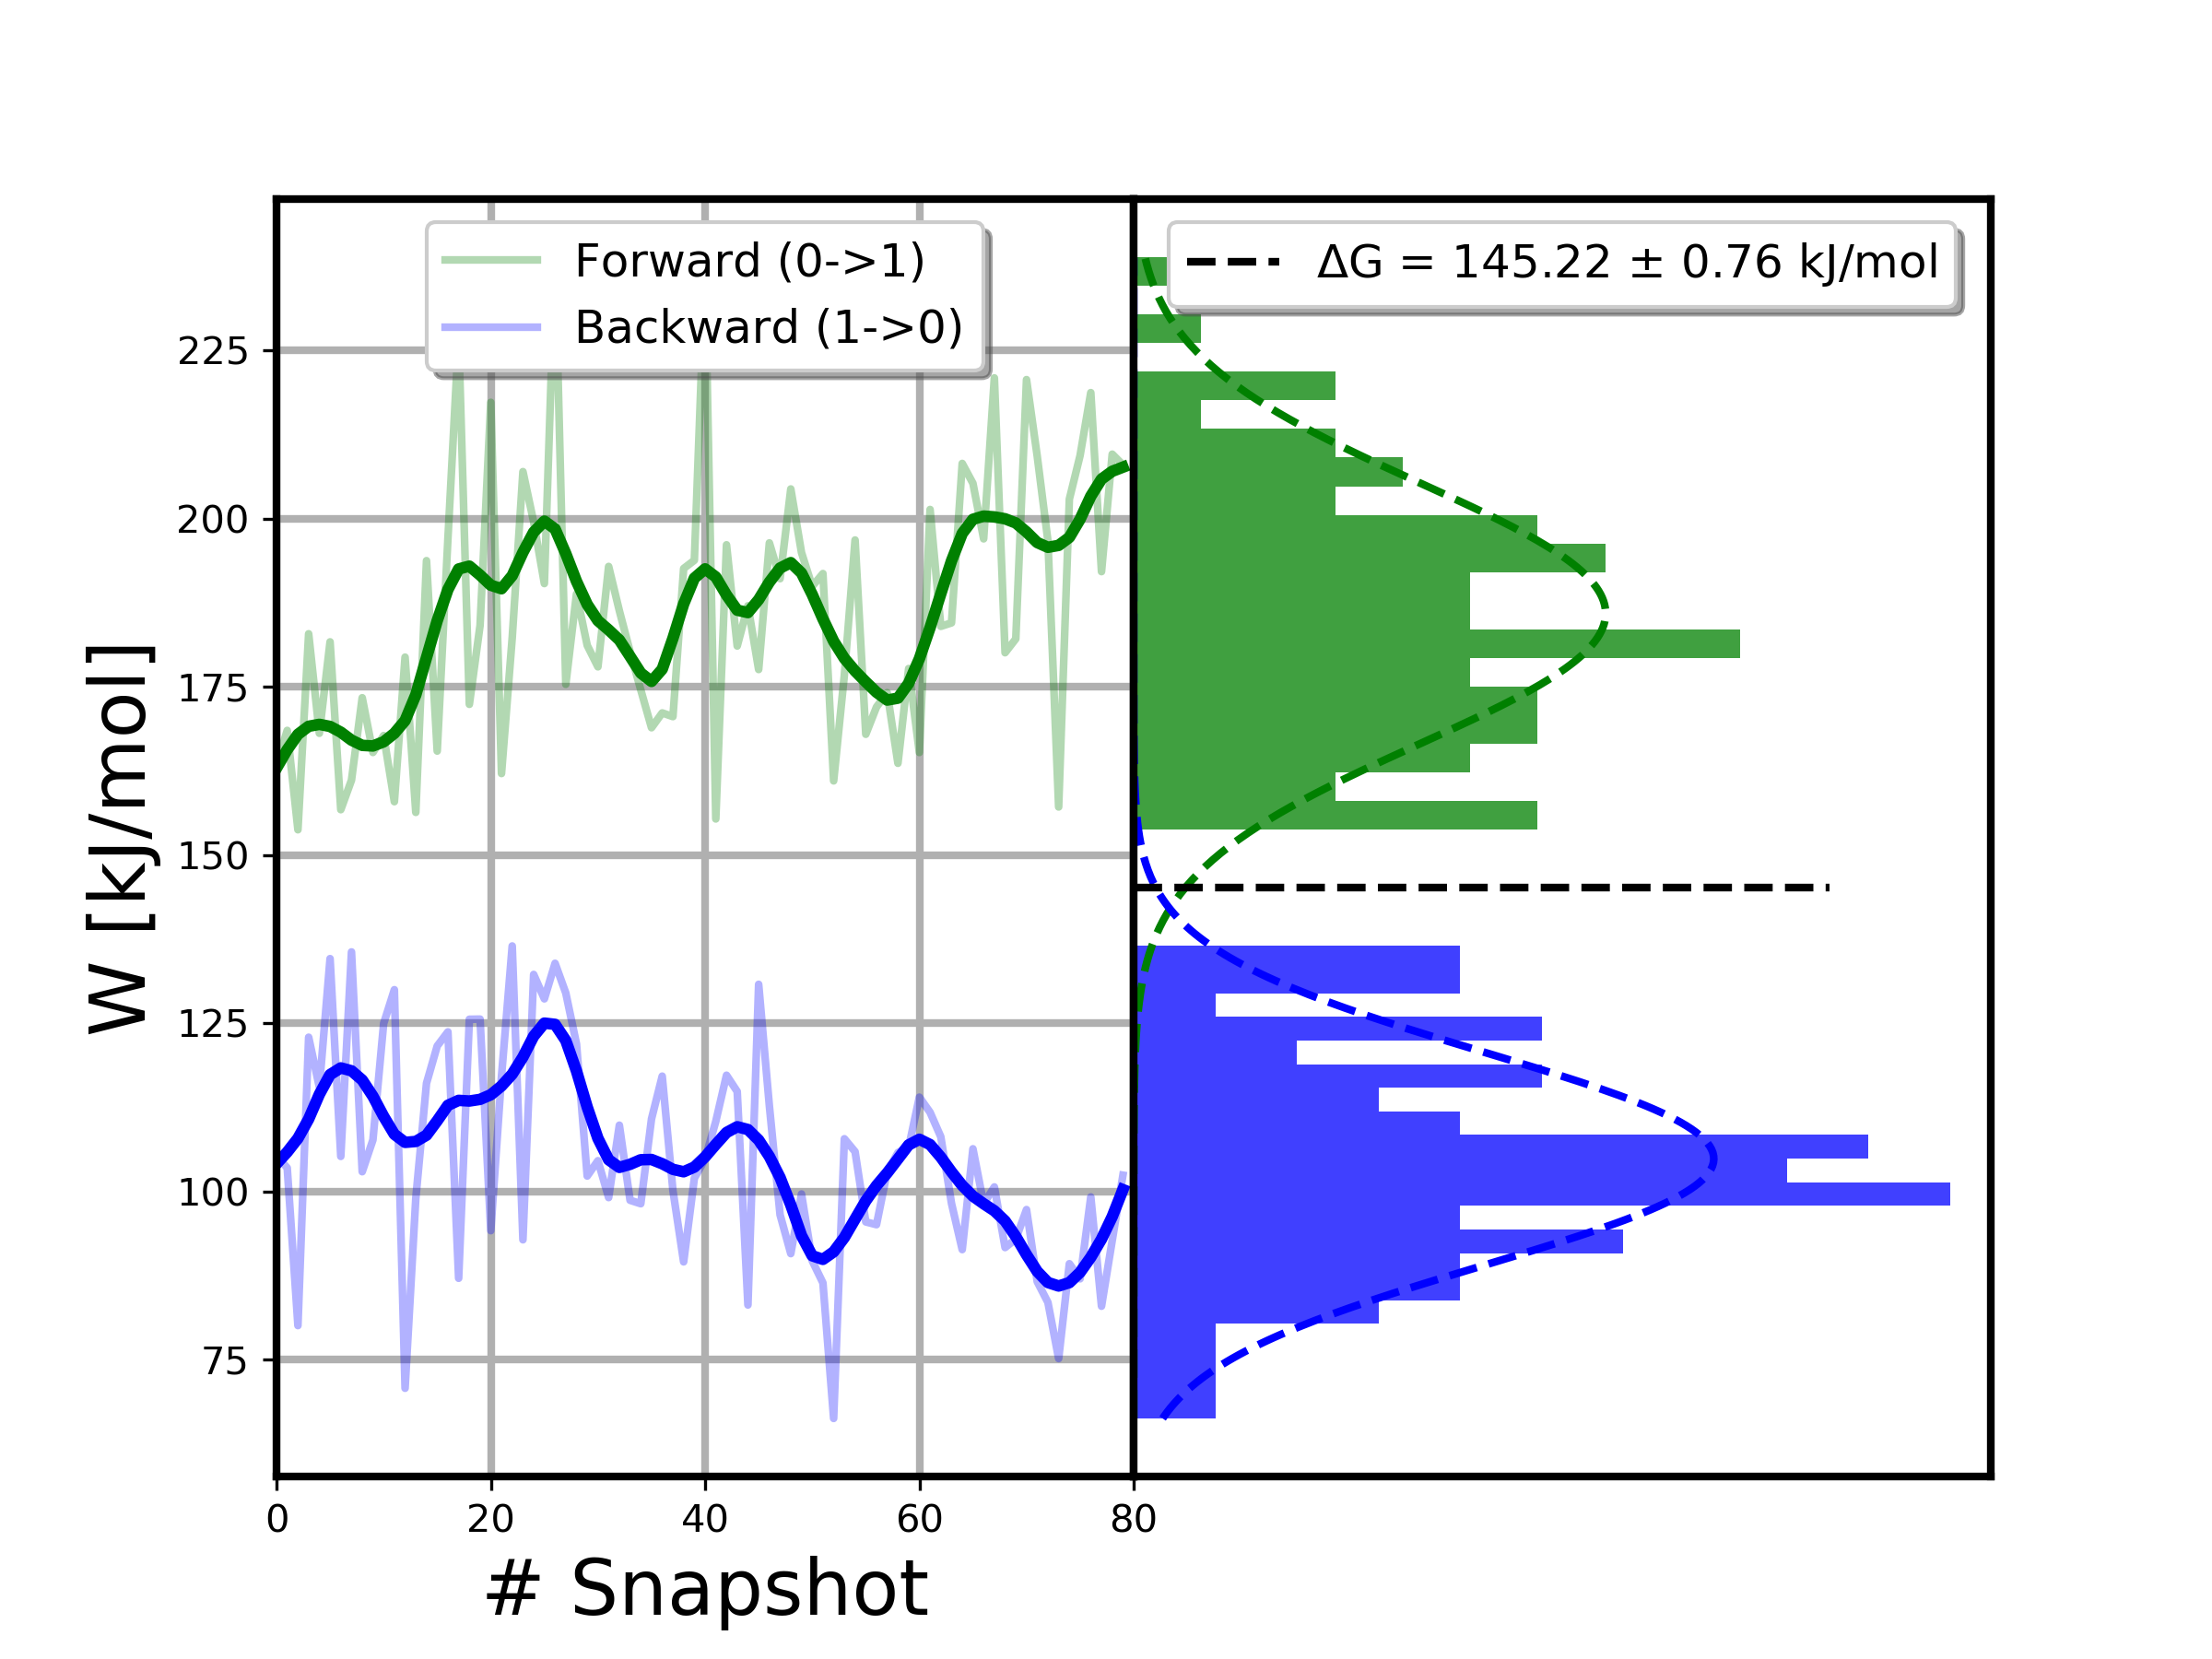 Forward (0->1)
Backward (1->0)
ΔG = 145.22 ± 0.76 kJ/mol
W [kJ/mol]
225
200
175
150
125
100
75
0 20 40 60 80
# Snapshot